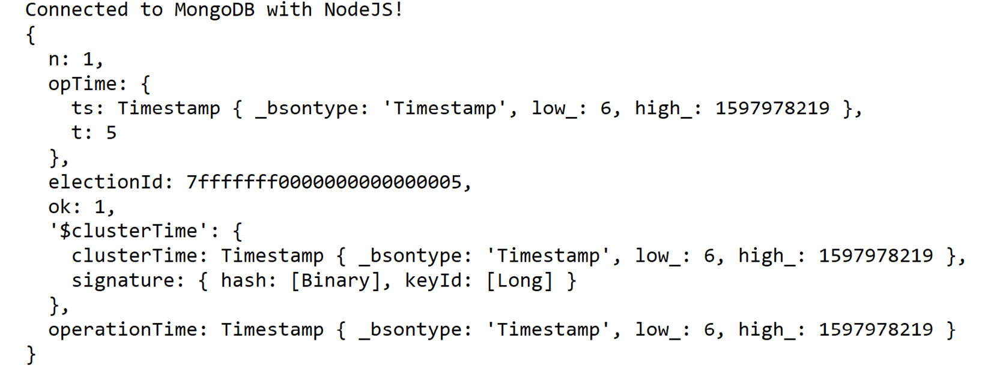 Connected to MongoDB with NodeJS!
{
  n: 1,
  opTime: {
    ts: Timestamp { _bsontype: 'Timestamp', low_: 6, high_: 1597978219 },
    t: 5
  },
  electionId: 7fffffff0000000000000005,
  ok: 1,
  '$clusterTime': {
    clusterTime: Timestamp { _bsontype: 'Timestamp', low_: 6, high_: 1597978219 },
    signature: { hash: [Binary], keyId: [Long] }
  },
  operationTime: Timestamp { _bsontype: 'Timestamp', low_: 6, high_: 1597978219 }
}